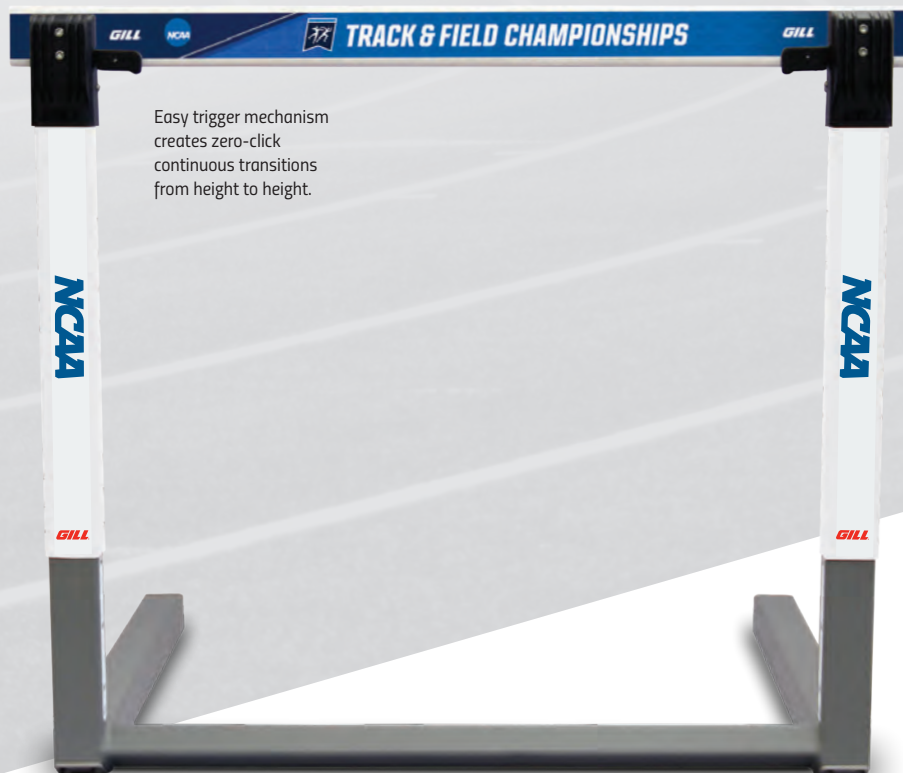 GILL NCAA TRACK & FIELD CHAMPIONSHIPS GILL
Easy trigger mechanism
creates zero-click
continuous transitions
from height to height.
NCAA NCAA
GILL GILL